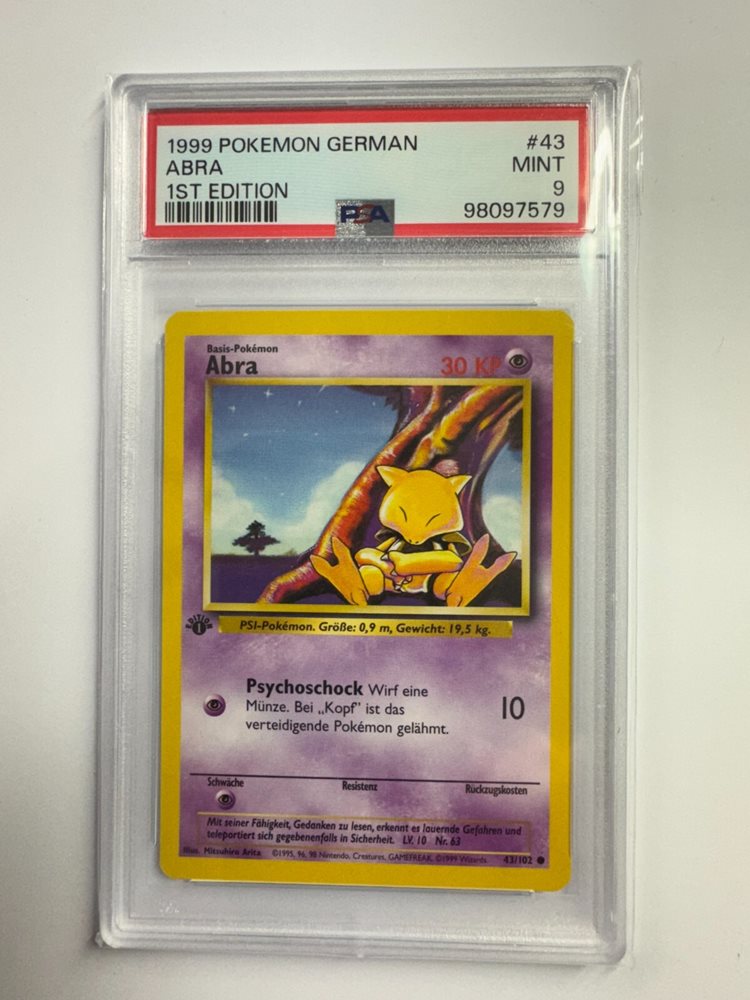 1999 POKEMON GERMAN #43
ABRA MINT
1ST EDITION 9
PSA 98097579
Basis-Pokémon
Abra 30 KP
EDITION 1
PSI-Pokémon. Größe: 0,9 m, Gewicht: 19,5 kg.
Psychoschock Wirf eine
Münze. Bei „Kopf" ist das 10
verteidigende Pokémon gelähmt.
Schwäche Resistenz Rückzugskosten
Mit seiner Fähigkeit, Gedanken zu lesen, erkennt es lauernde Gefahren und
teleportiert sich gegebenenfalls in Sicherheit. LV. 10 Nr. 63
Illus. Mitsuhiro Arita ©1995, 96, 98 Nintendo, Creatures, GAMEFREAK. ©1999 Wizards. 43/102